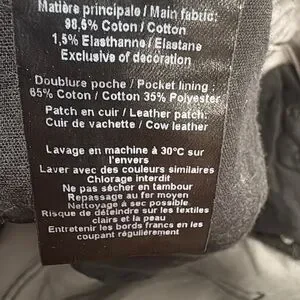 Matière principale / Main fabric:
98,5% Coton / Cotton
1,5% Elasthanne / Elastane
Exclusive of decoration
Doublure poche / Pocket lining :
65% Coton / Cotton 35% Polyester
Patch en cuir / Leather patch:
Cuir de vachette / Cow leather
Lavage en machine à 30°C sur
l'envers
Laver avec des couleurs similaires
Chlorage interdit
Ne pas sécher en tambour
Repassage au fer moyen
Nettoyage à sec possible
Risque de déteindre sur les textiles
clairs et la peau
Entretenir les bords francs en les
coupant régulièrement